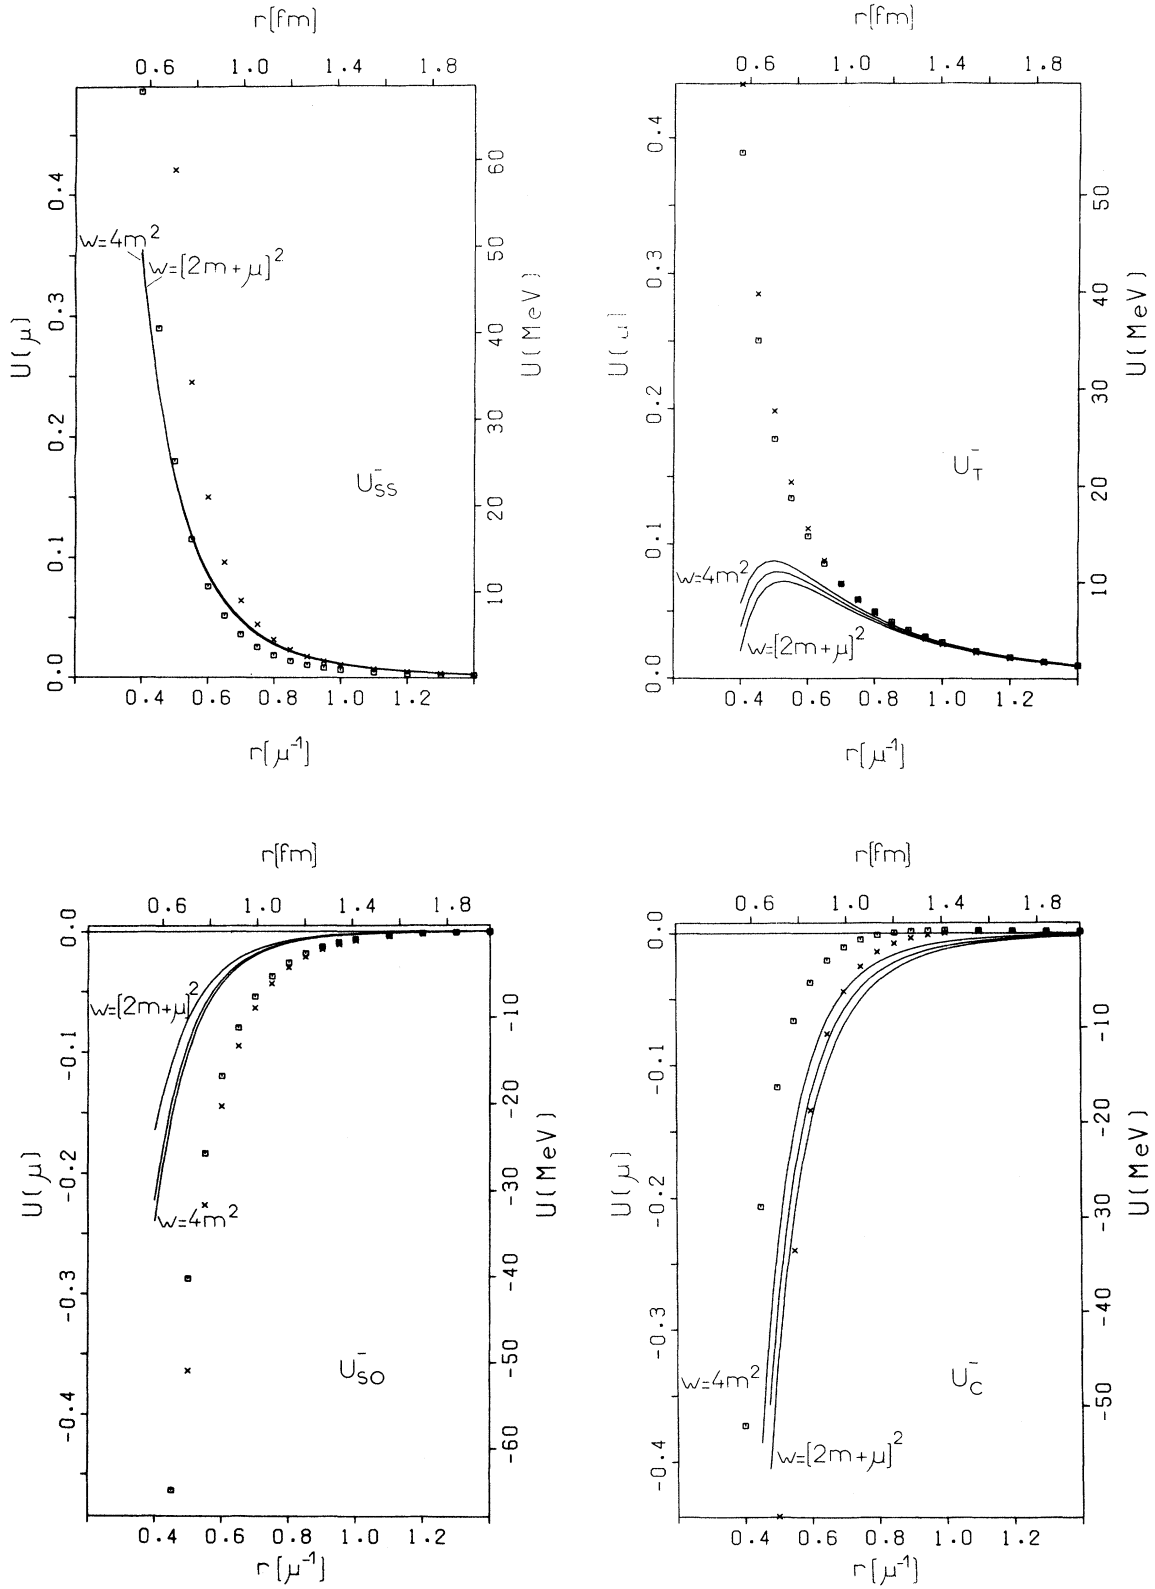 r[fm]
0.6 1.0 1.4 1.8
U(μ)
0.4
0.3
0.2
0.1
0.0
w=4m²
w=[2m+μ]²
U⁻SS
60
50
40
30
20
10
U(MeV)
0.4 0.6 0.8 1.0 1.2
r[μ⁻¹]
r[fm]
0.6 1.0 1.4 1.8
0.4
0.3
0.2
0.1
0.0
w=4m²
w=[2m+μ]²
U⁻T
50
40
30
20
10
U(MeV)
0.4 0.6 0.8 1.0 1.2
r[μ⁻¹]
r[fm]
0.6 1.0 1.4 1.8
U(μ)
0.0
-0.1
-0.2
-0.3
-0.4
w=[2m+μ]²
w=4m²
U⁻SO
-10
-20
-30
-40
-50
-60
U(MeV)
0.4 0.6 0.8 1.0 1.2
r[μ⁻¹]
r[fm]
0.6 1.0 1.4 1.8
U(μ)
0.0
-0.1
-0.2
-0.3
-0.4
w=4m²
w=[2m+μ]²
U⁻C
-10
-20
-30
-40
-50
U(MeV)
0.4 0.6 0.8 1.0 1.2
r[μ⁻¹]